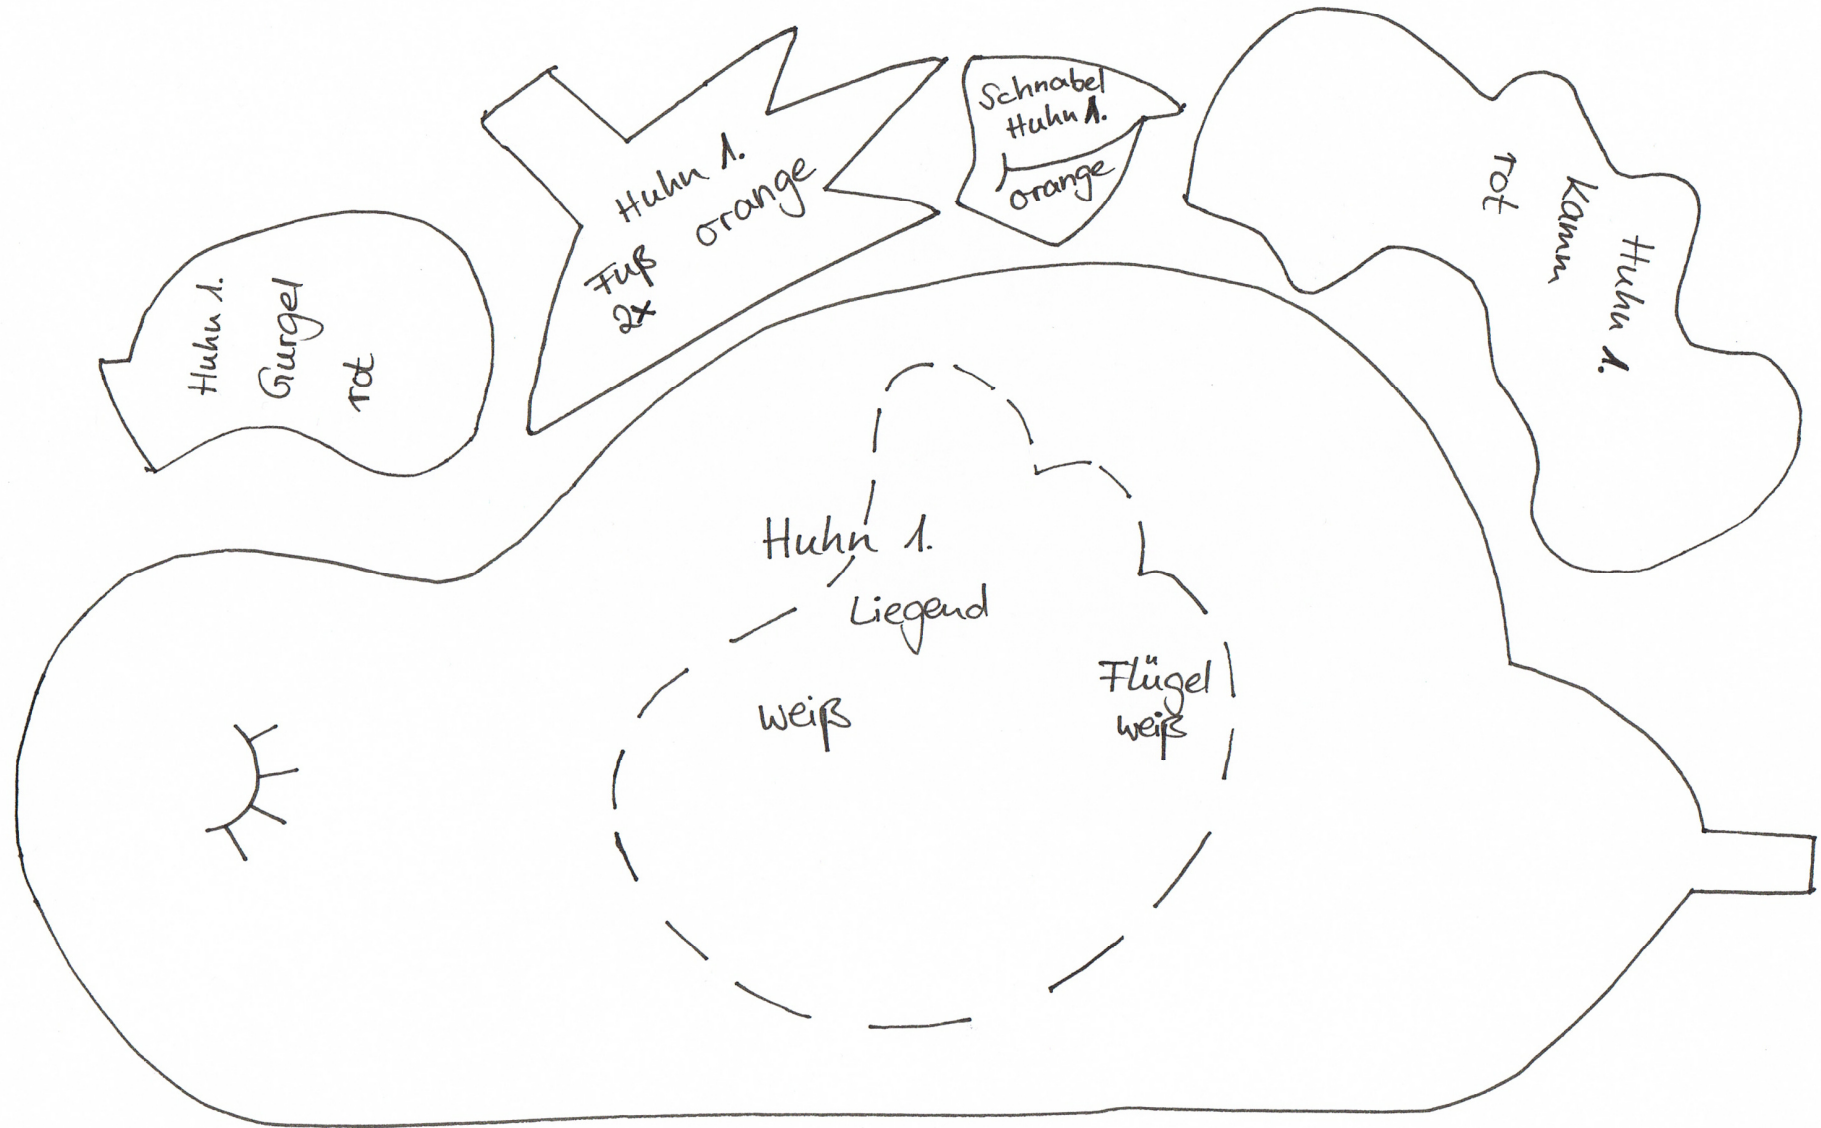 Huhn 1.
Gurgel
rot
Huhn 1.
orange
Fuß
2x
Schnabel
Huhn 1.
orange
Huhn 1.
Kamm
rot
Huhn 1.
Liegend
weiß
Flügel
weiß